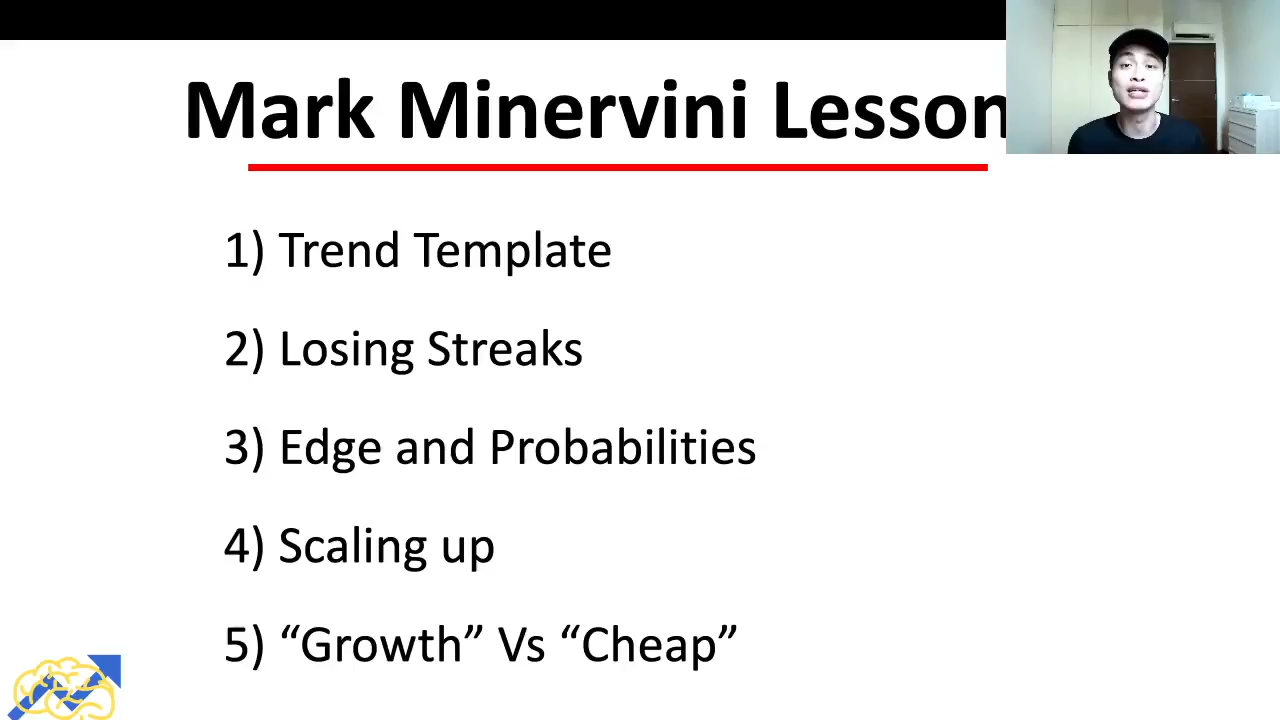 Mark Minervini Lesson
1) Trend Template
2) Losing Streaks
3) Edge and Probabilities
4) Scaling up
5) “Growth” Vs “Cheap”